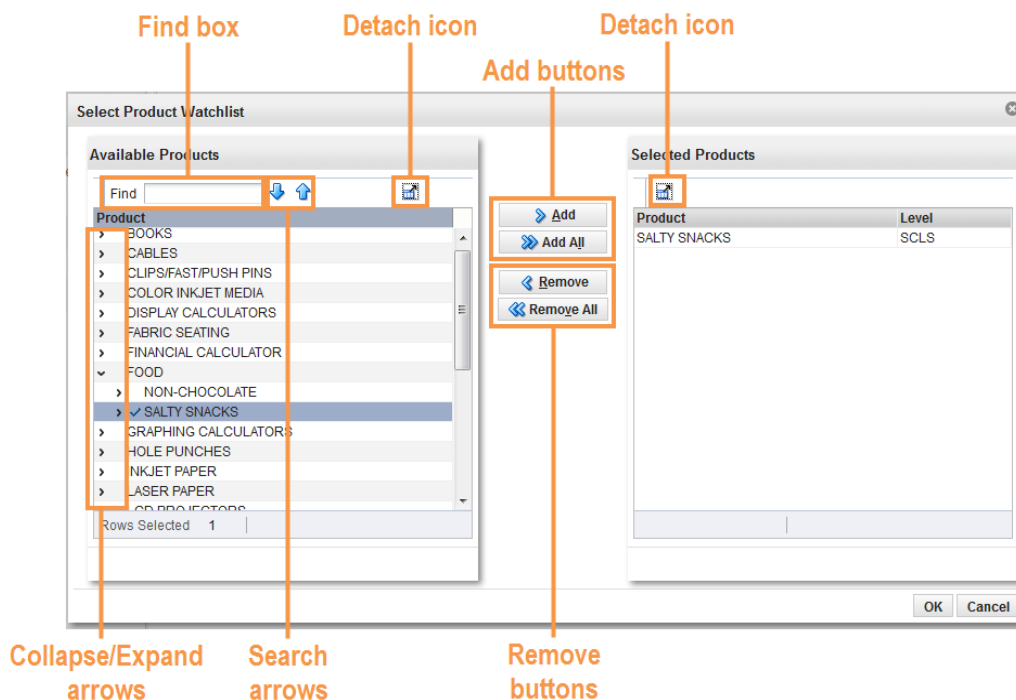 Find box
Detach icon
Detach icon
Add buttons
Select Product Watchlist
Available Products
Find
Product
BOOKS
CABLES
CLIPS/FAST/PUSH PINS
COLOR INKJET MEDIA
DISPLAY CALCULATORS
FABRIC SEATING
FINANCIAL CALCULATOR
FOOD
NON-CHOCOLATE
SALTY SNACKS
GRAPHING CALCULATORS
HOLE PUNCHES
INKJET PAPER
LASER PAPER
LCD PROJECTORS
Rows Selected 1
Add
Add All
Remove
Remove All
Selected Products
Product Level
SALTY SNACKS SCLS
OK Cancel
Collapse/Expand
arrows
Search
arrows
Remove
buttons